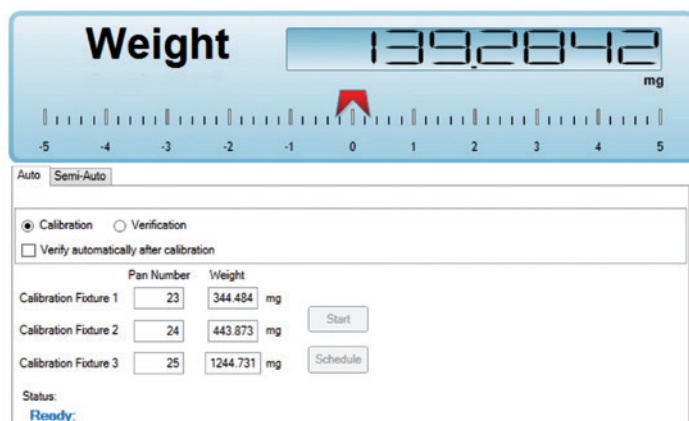 Weight 139.2842
mg
-5 -4 -3 -2 -1 0 1 2 3 4 5
Auto Semi-Auto
Calibration Verification
Verify automatically after calibration
Pan Number Weight
Calibration Fixture 1 23 344.484 mg
Start
Calibration Fixture 2 24 443.873 mg
Calibration Fixture 3 25 1244.731 mg Schedule
Status:
Ready: